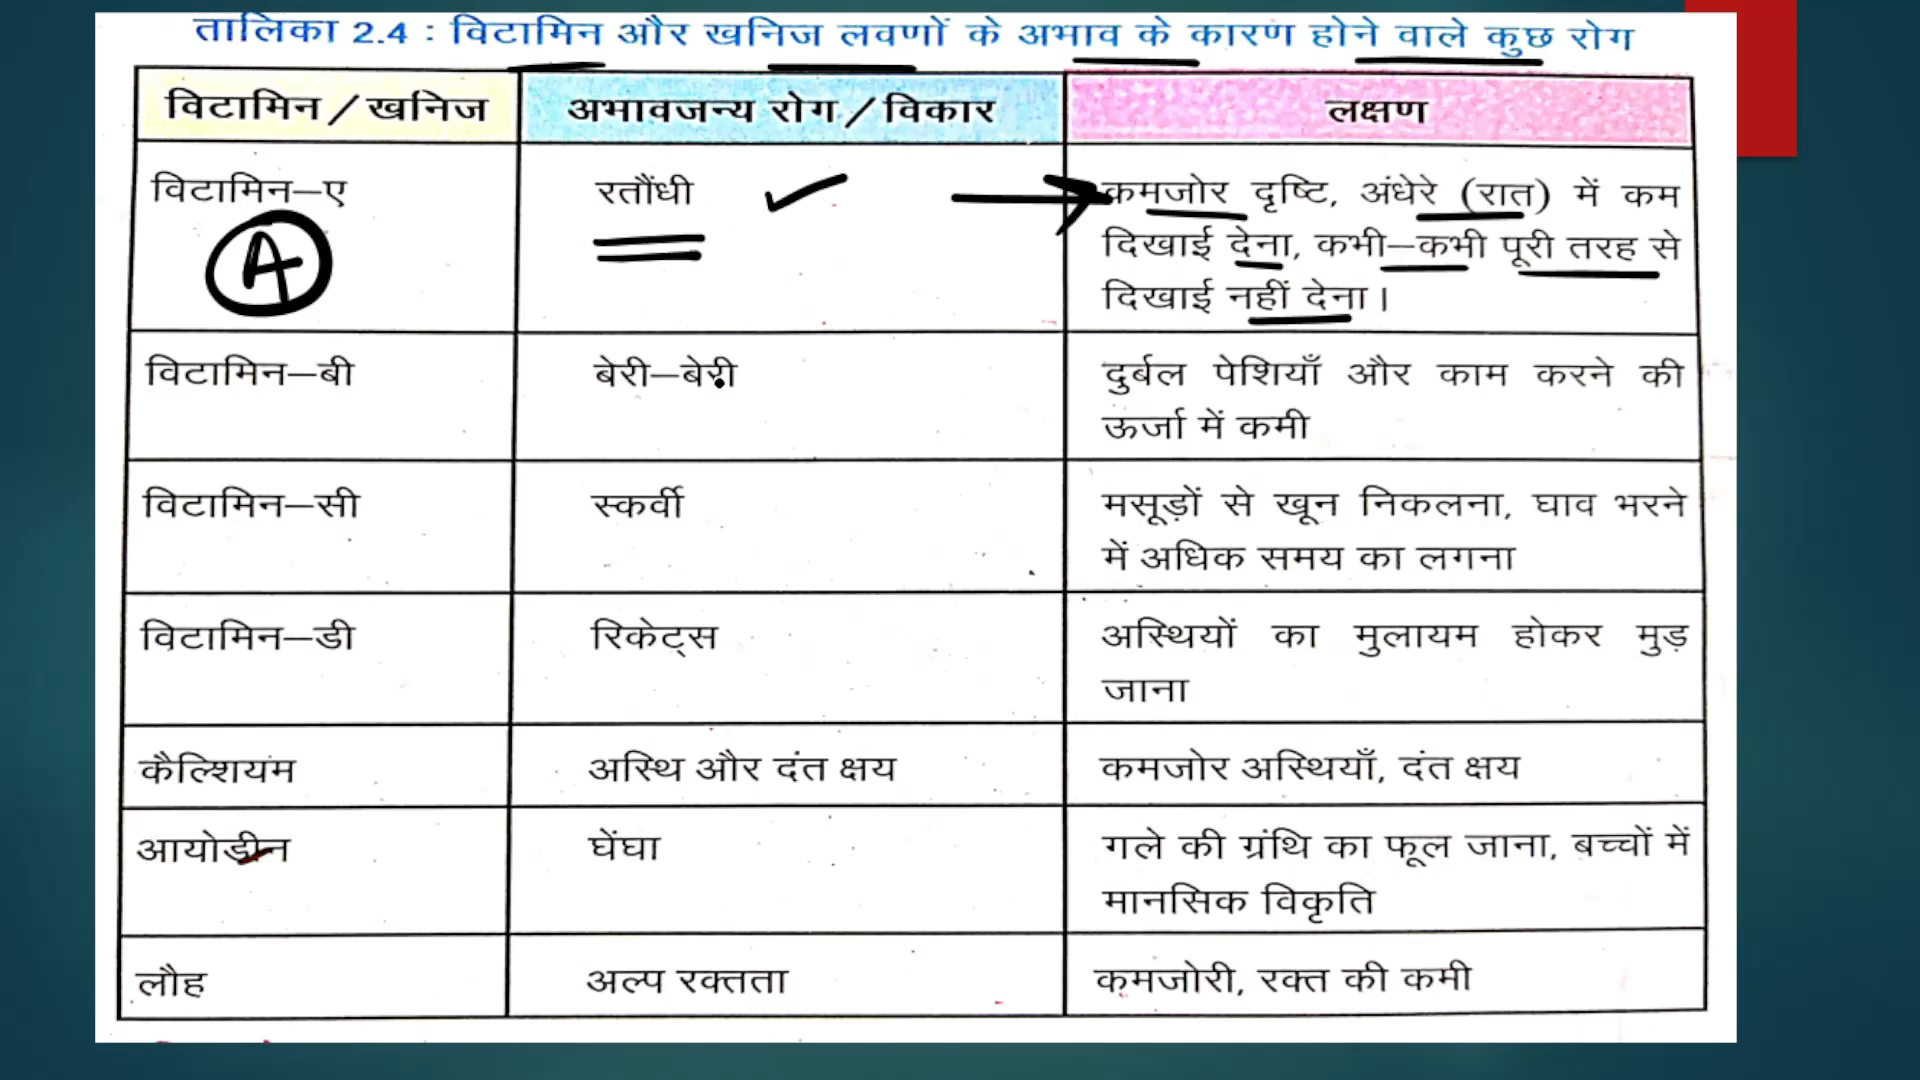 तालिका 2.4 : विटामिन और खनिज लवणों के अभाव के कारण होने वाले कुछ रोग
विटामिन/खनिज	अभावजन्य रोग/विकार	लक्षण
विटामिन–ए	रतौंधी	कमजोर दृष्टि, अंधेरे (रात) में कम
A	दिखाई देना, कभी–कभी पूरी तरह से
दिखाई नहीं देना।
विटामिन–बी	बेरी–बेरी	दुर्बल पेशियाँ और काम करने की
ऊर्जा में कमी
विटामिन–सी	स्कर्वी	मसूड़ों से खून निकलना, घाव भरने
में अधिक समय का लगना
विटामिन–डी	रिकेट्स	अस्थियों का मुलायम होकर मुड़
जाना
कैल्शियम	अस्थि और दंत क्षय	कमजोर अस्थियाँ, दंत क्षय
आयोडीन	घेंघा	गले की ग्रंथि का फूल जाना, बच्चों में
मानसिक विकृति
लौह	अल्प रक्तता	कमजोरी, रक्त की कमी